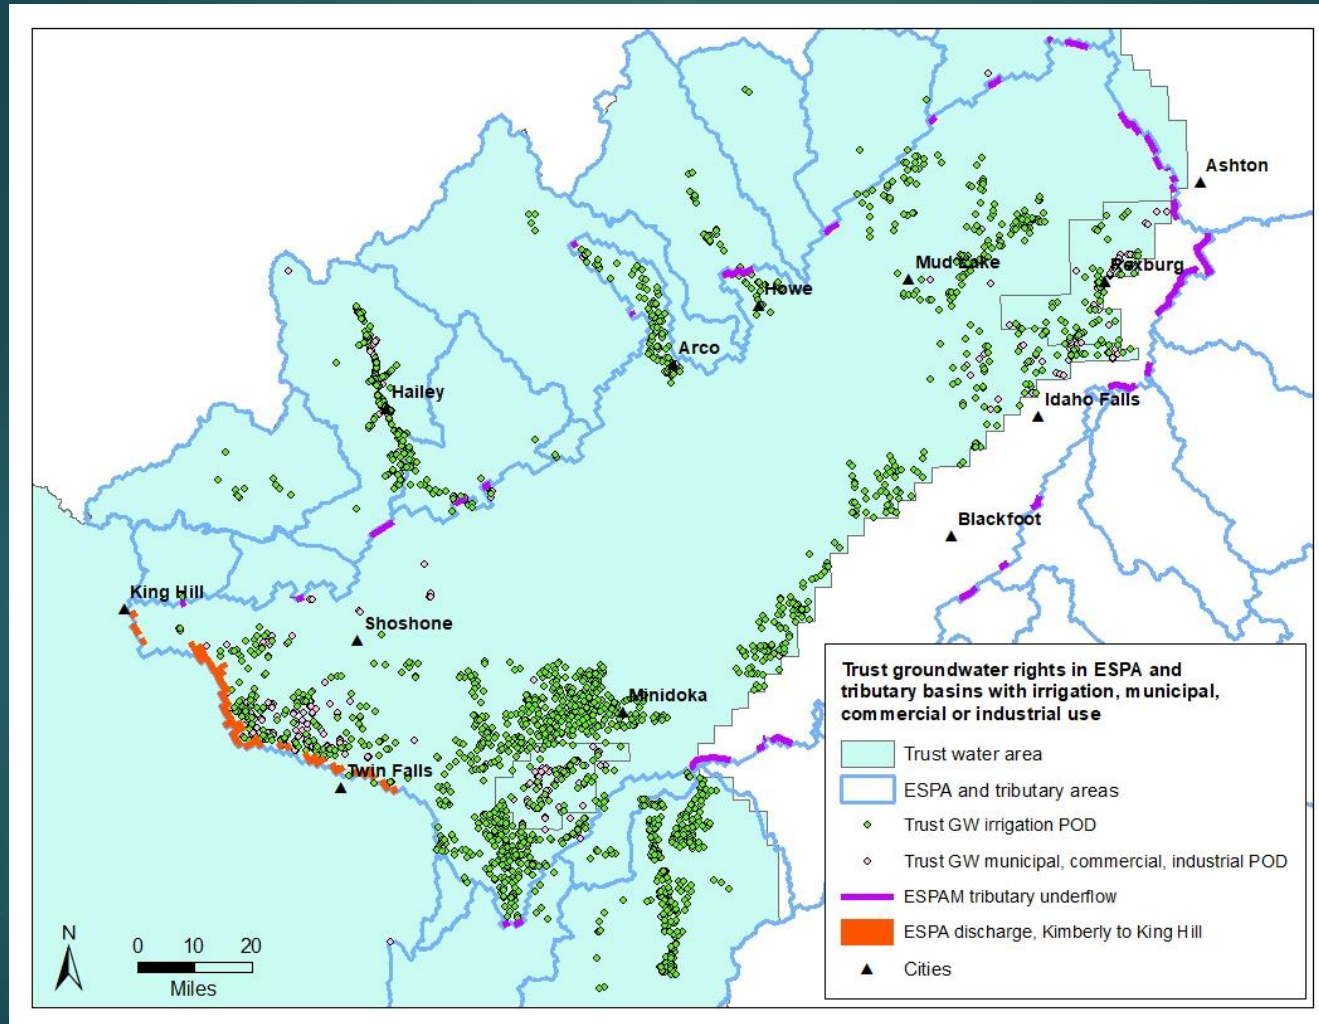 Ashton
Mud Lake
Rexburg
Howe
Arco
Hailey
Idaho Falls
Blackfoot
King Hill
Shoshone
Minidoka
Twin Falls
Trust groundwater rights in ESPA and
tributary basins with irrigation, municipal,
commercial or industrial use
Trust water area
ESPA and tributary areas
Trust GW irrigation POD
Trust GW municipal, commercial, industrial POD
ESPAM tributary underflow
ESPA discharge, Kimberly to King Hill
Cities
N
0 10 20
Miles